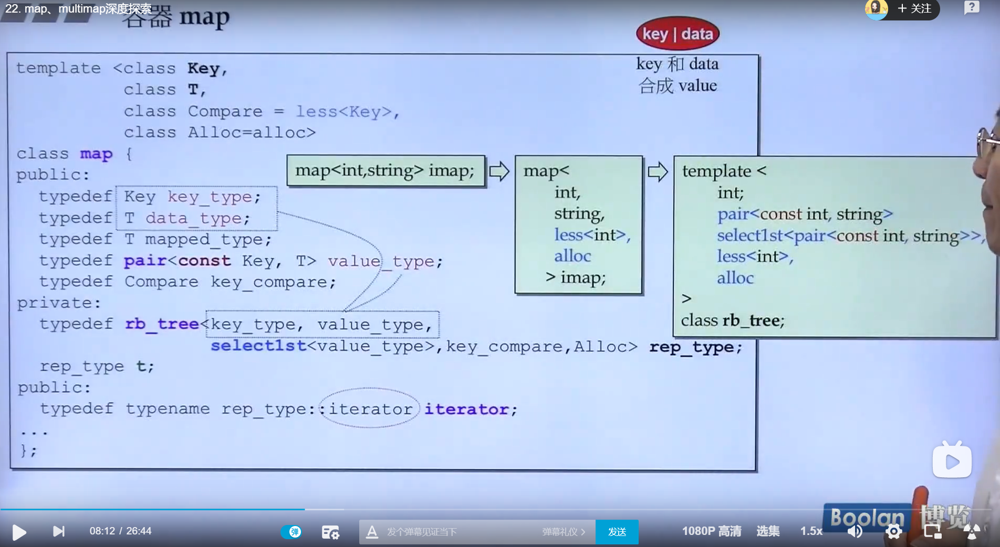 22. map、multimap深度探索
容器 map
+ 关注
key | data
key 和 data
合成 value
template <class Key,
class T,
class Compare = less<Key>,
class Alloc=alloc>
class map {
public:
typedef Key key_type;
typedef T data_type;
typedef T mapped_type;
typedef pair<const Key, T> value_type;
typedef Compare key_compare;
private:
typedef rb_tree<key_type, value_type,
select1st<value_type>,key_compare,Alloc> rep_type;
rep_type t;
public:
typedef typename rep_type::iterator iterator;
...
};
map<int,string> imap;
map<
int,
string,
less<int>,
alloc
> imap;
template <
int;
pair<const int, string>
select1st<pair<const int, string>>,
less<int>,
alloc
>
class rb_tree;
Boolan 博览
08:12 / 26:44
弹
A
发个弹幕见证当下
弹幕礼仪 >
发送
1080P 高清
选集
1.5x